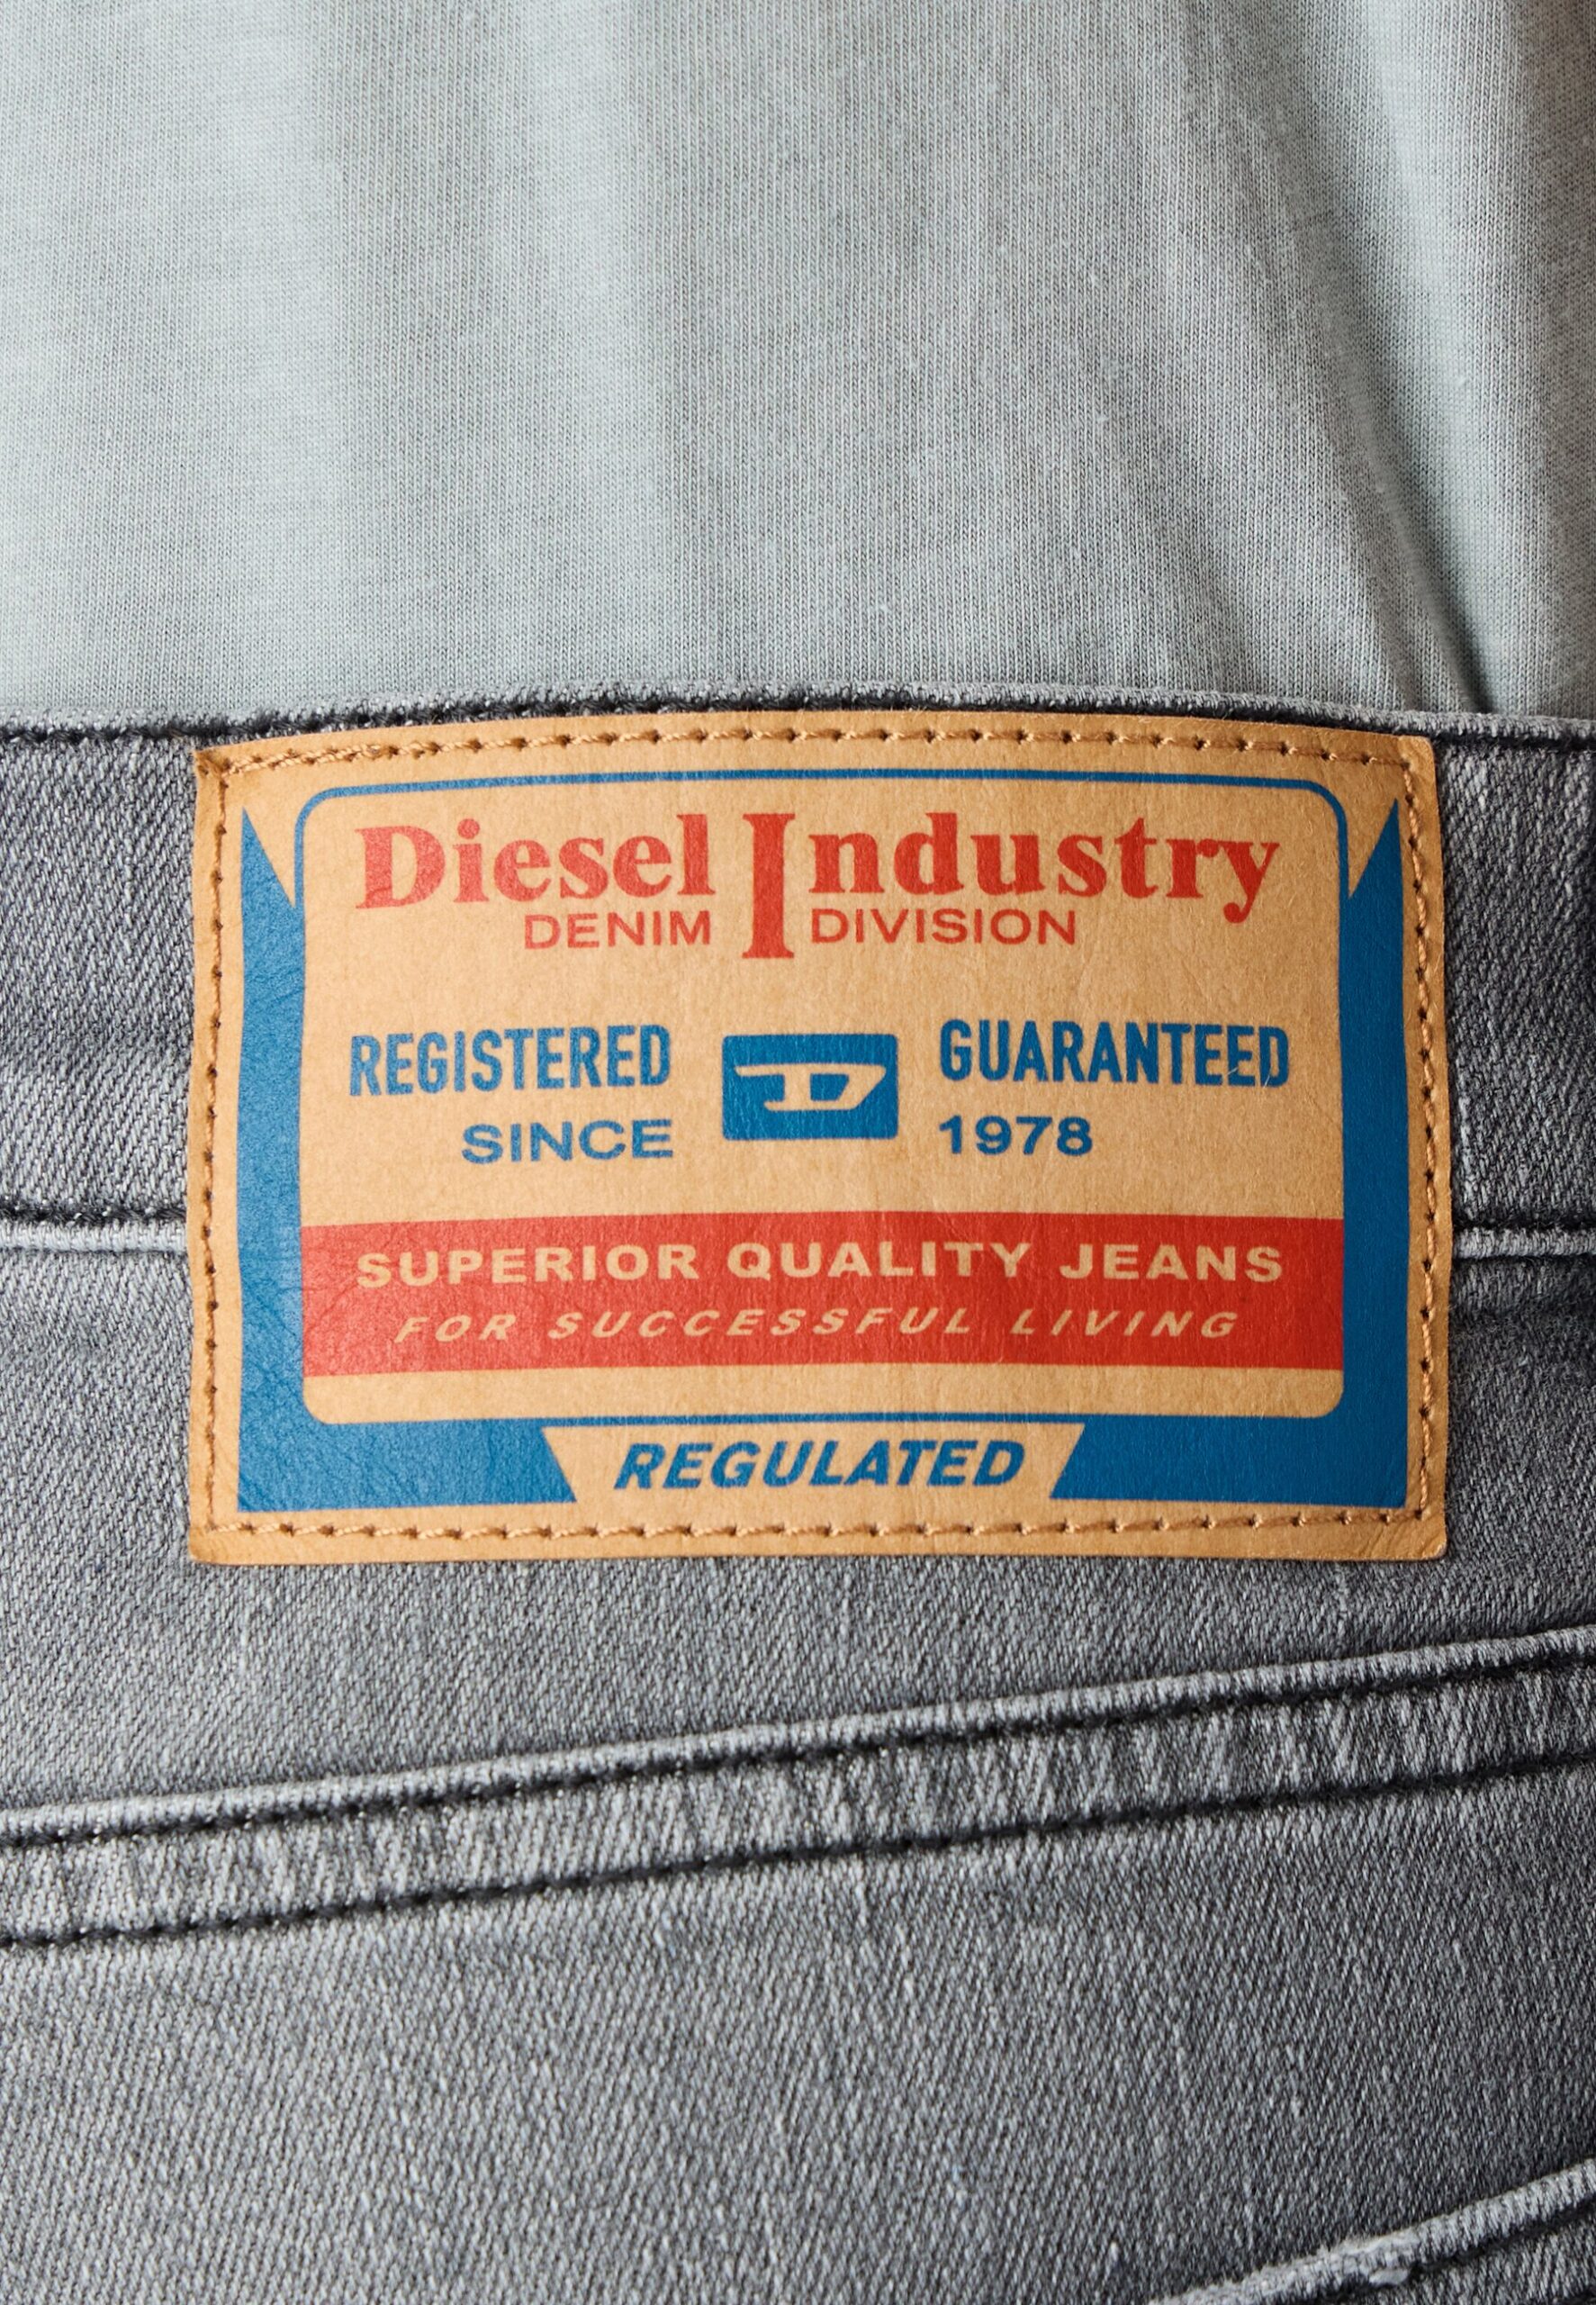 Diesel Industry
DENIM DIVISION
REGISTERED D GUARANTEED
SINCE 1978
SUPERIOR QUALITY JEANS
FOR SUCCESSFUL LIVING
REGULATED